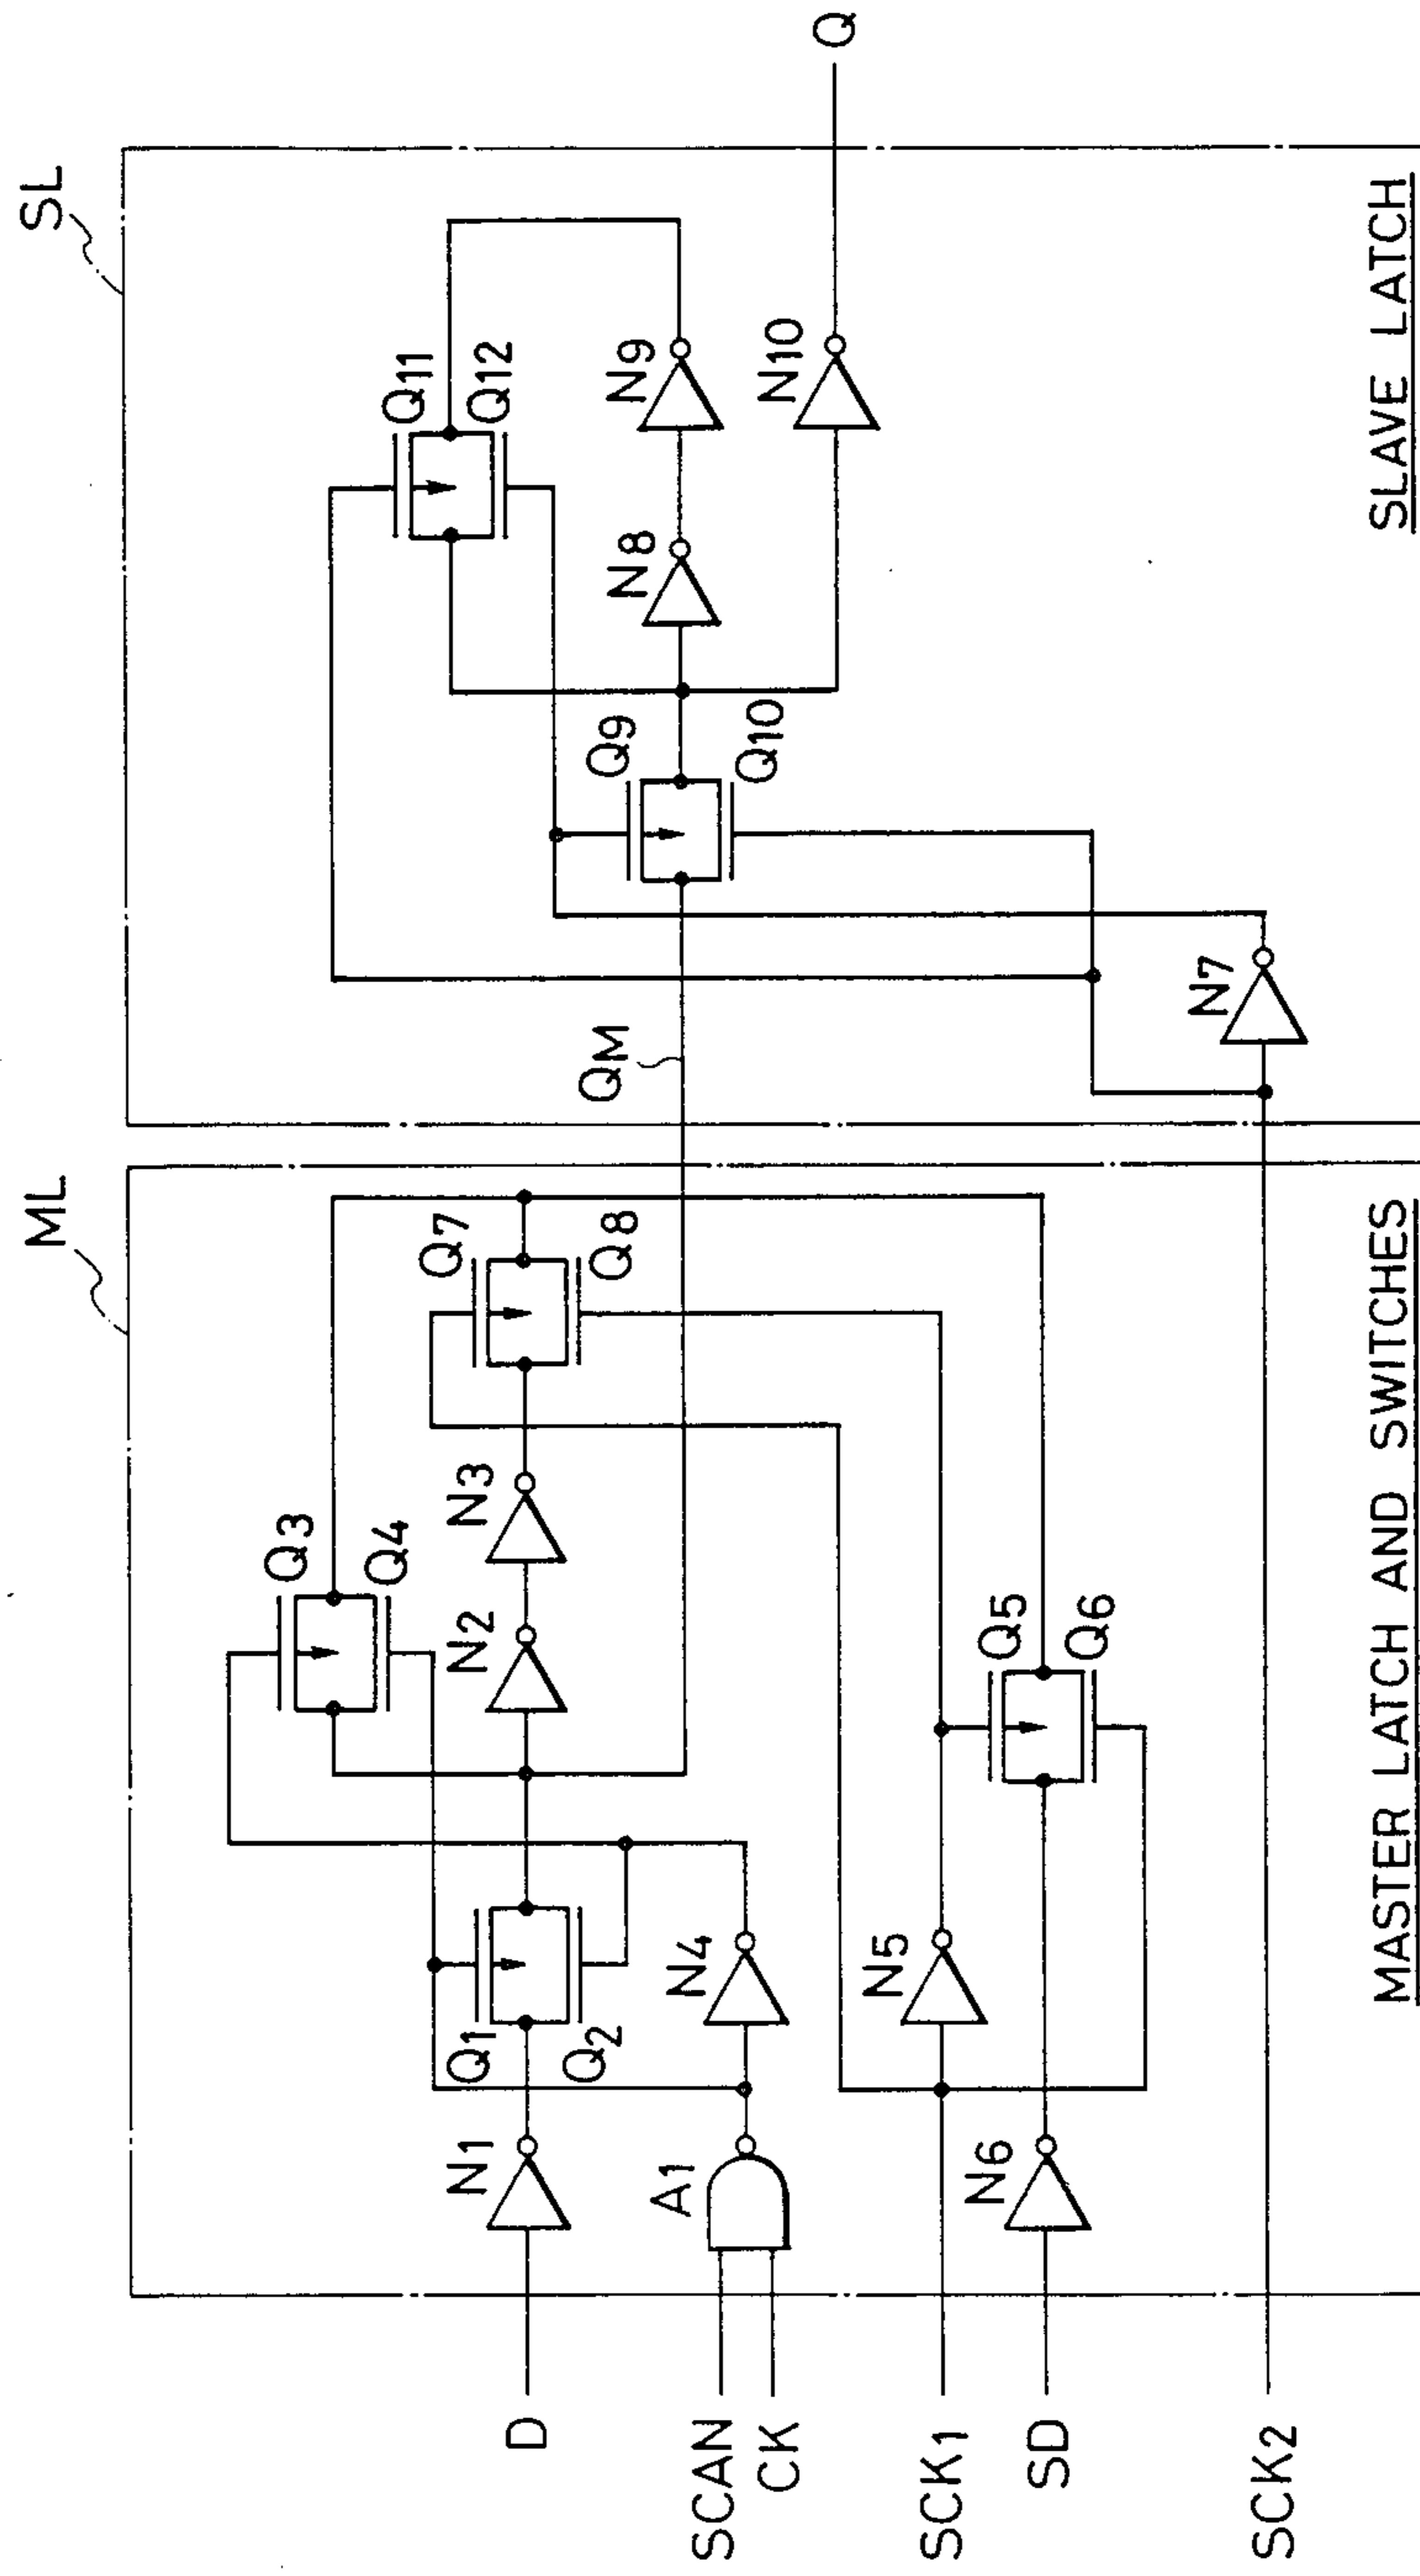 ML
SL
Q3
Q4
Q7
Q8
Q11
Q12
N1
Q1
Q2
N2
N3
QM
Q9
Q10
N8
N9
A1
N4
N10
Q
N5
N6
Q5
Q6
N7
D
SCAN
CK
SCK1
SD
SCK2
MASTER LATCH AND SWITCHES
SLAVE LATCH